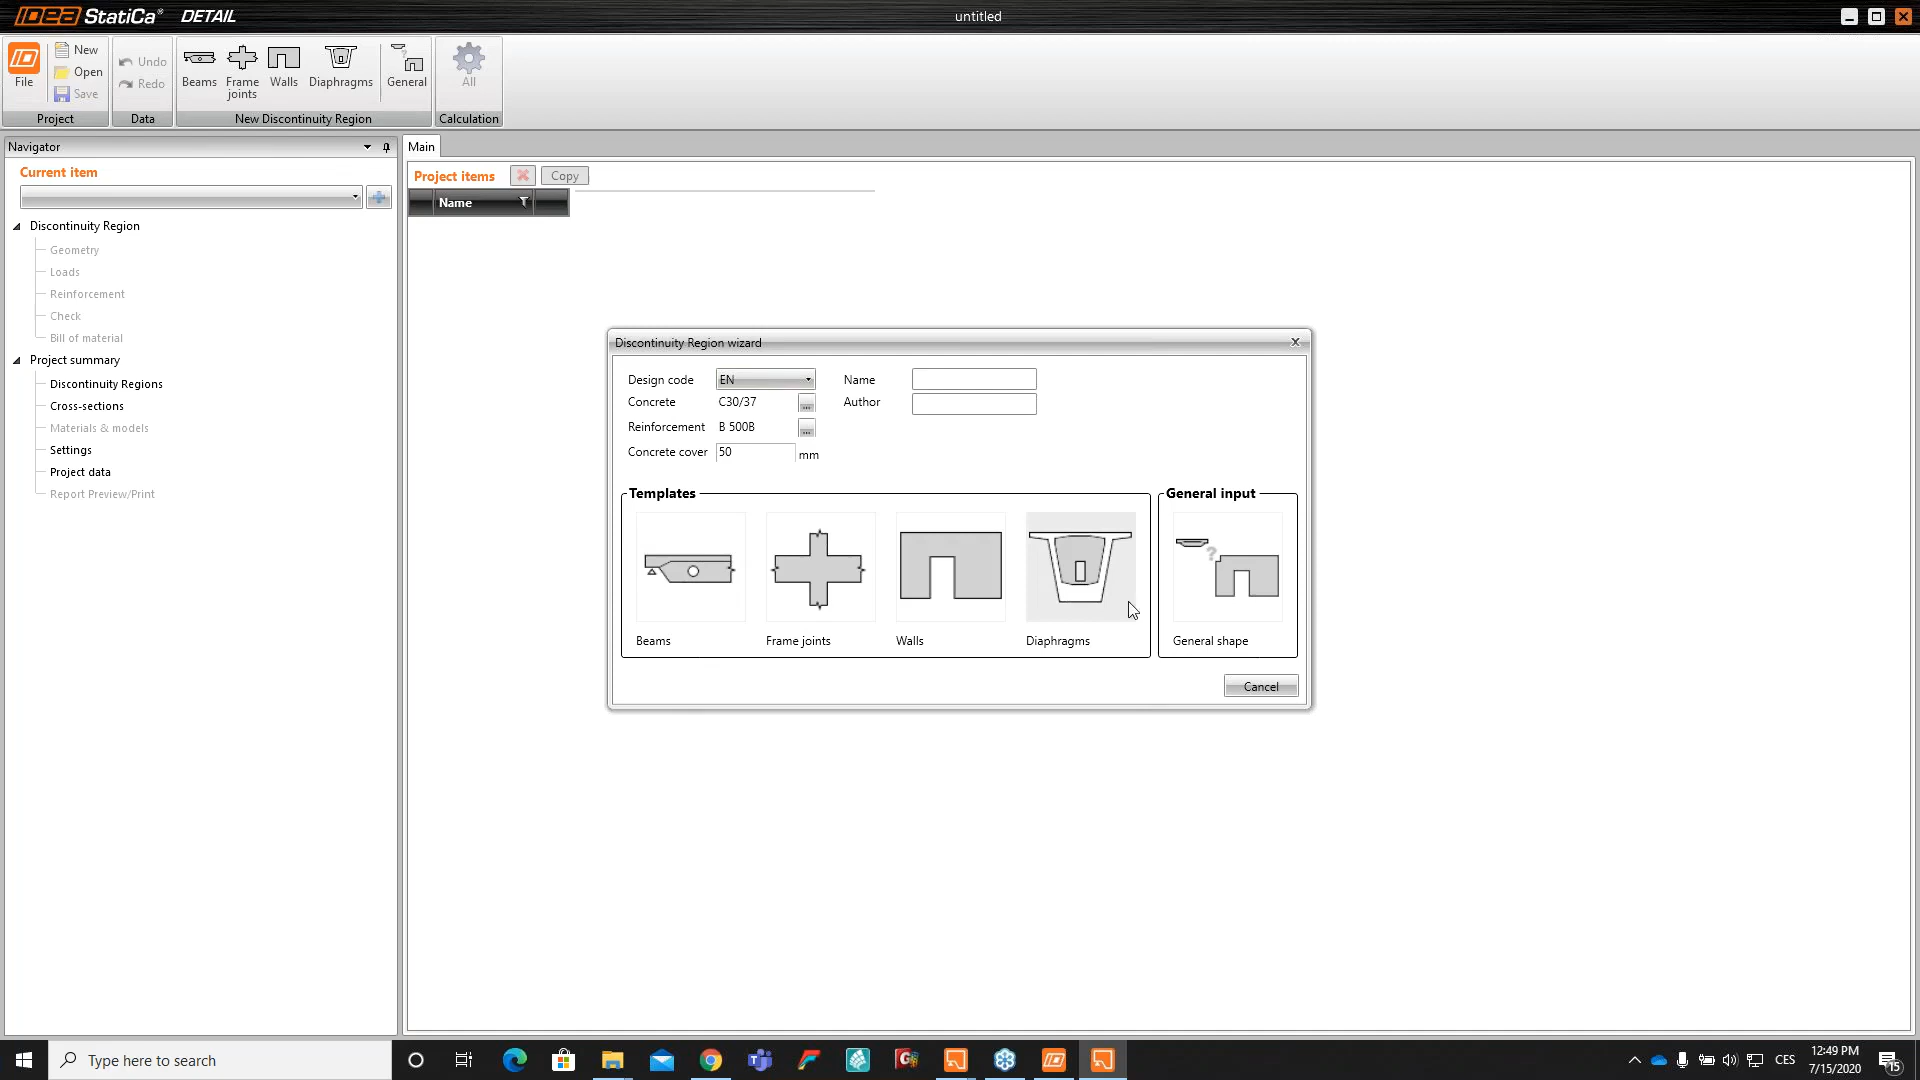 IDEA StatiCa® DETAIL
untitled
File
New
Open
Save
Undo
Redo
Beams
Frame joints
Walls
Diaphragms
General
All
Project
Data
New Discontinuity Region
Calculation
Navigator
Main
Current item
Project items
Copy
Name
Discontinuity Region
Geometry
Loads
Reinforcement
Check
Bill of material
Project summary
Discontinuity Regions
Cross-sections
Materials & models
Settings
Project data
Report Preview/Print
Discontinuity Region wizard
Design code EN Name
Concrete C30/37 ... Author
Reinforcement B 500B ...
Concrete cover 50 mm
Templates
General input
?
Beams
Frame joints
Walls
Diaphragms
General shape
Cancel
Type here to search
CES
12:49 PM
7/15/2020
15